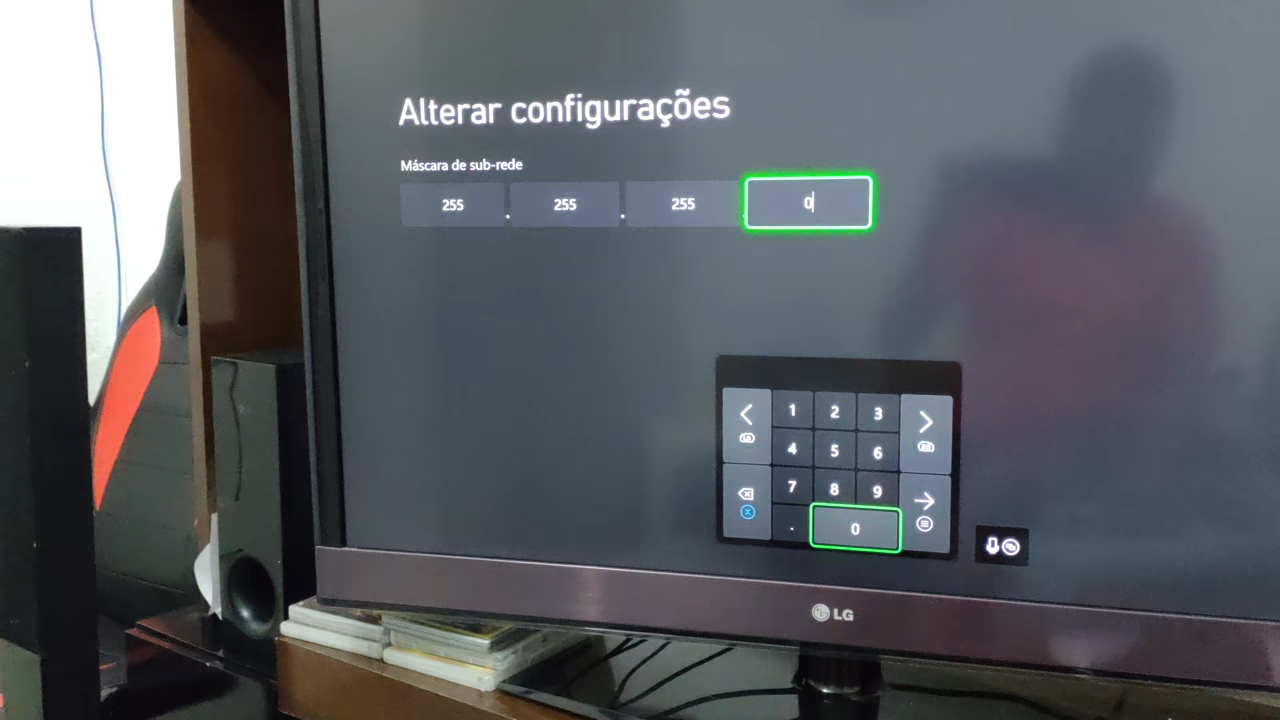 Alterar configurações
Máscara de sub-rede
255 . 255 . 255 . 0
1 2 3
4 5 6
7 8 9
X . 0
LG